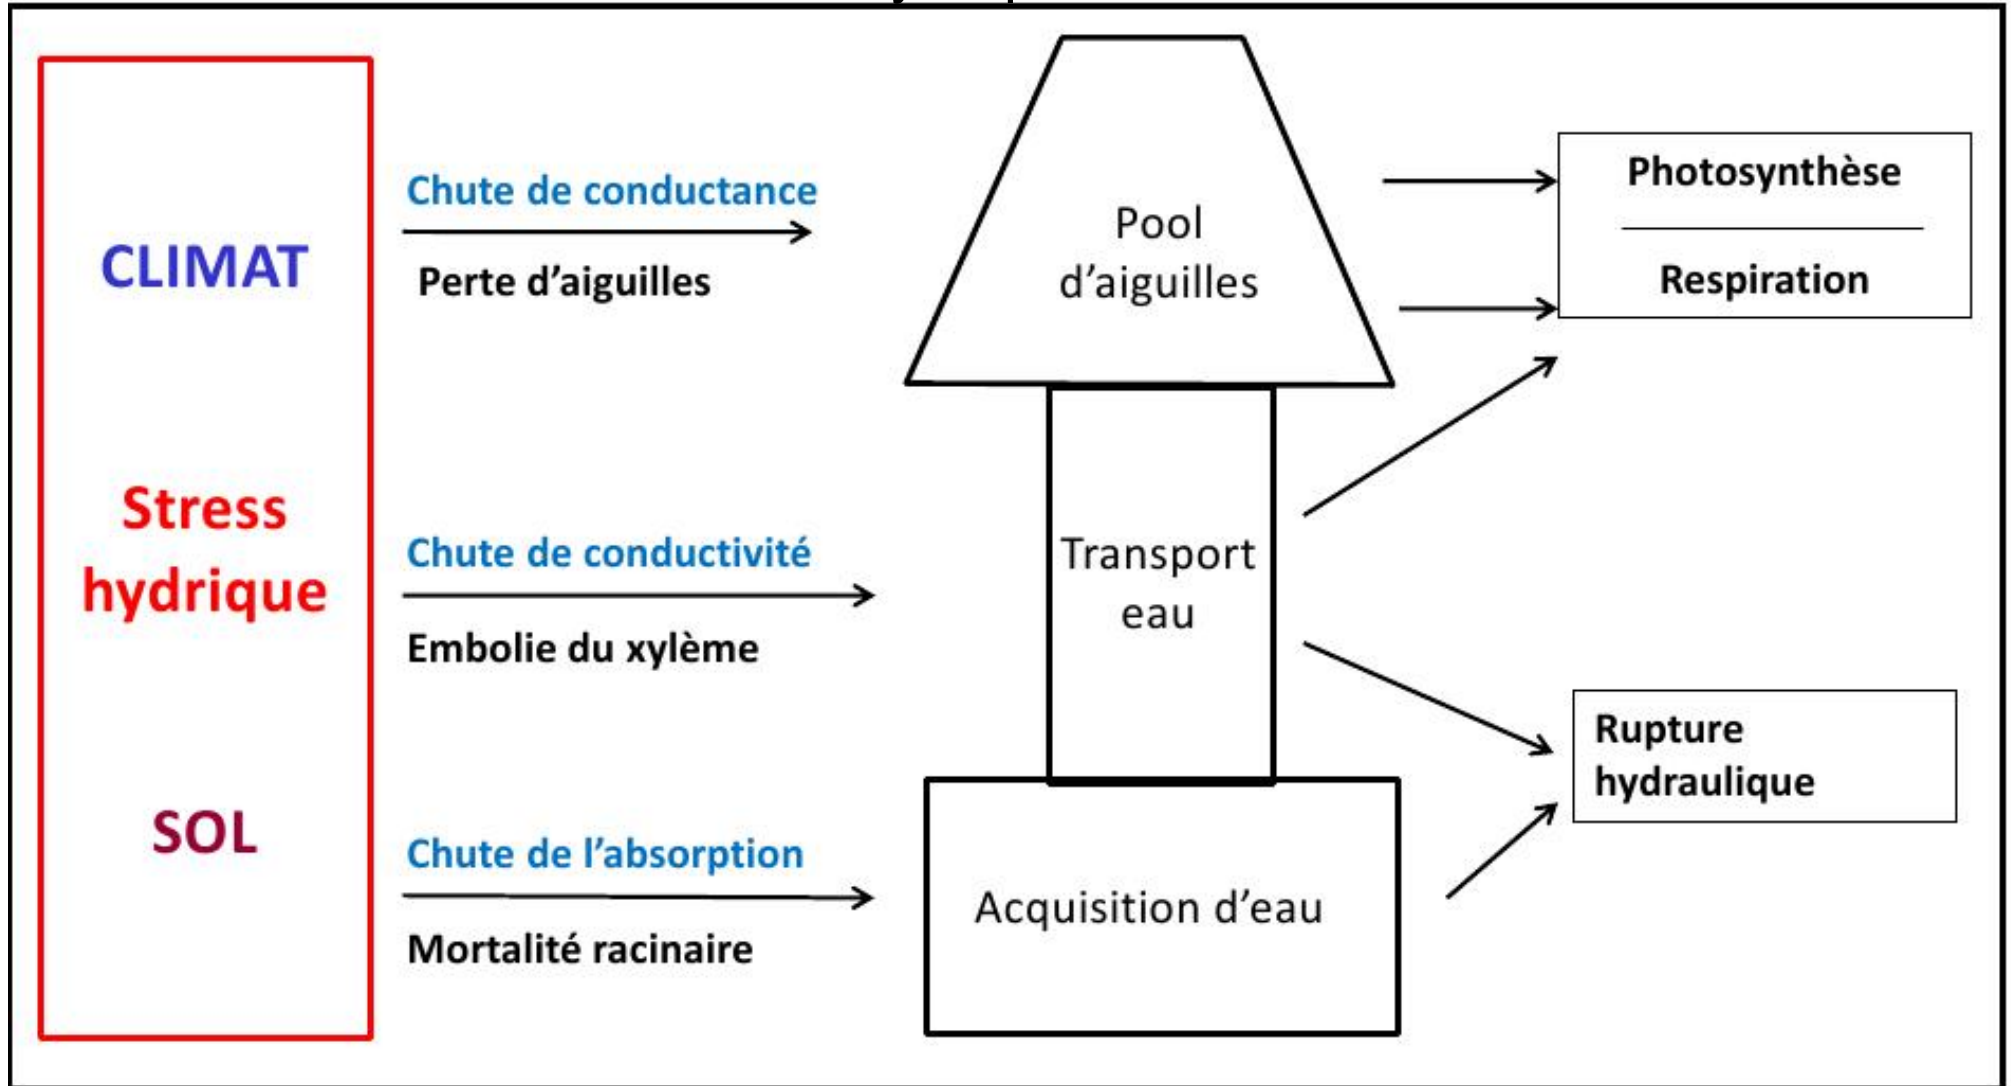 CLIMAT
Stress
hydrique
SOL
Chute de conductance
Perte d’aiguilles
Chute de conductivité
Embolie du xylème
Chute de l’absorption
Mortalité racinaire
Pool
d’aiguilles
Transport
eau
Acquisition d’eau
Photosynthèse
Respiration
Rupture
hydraulique